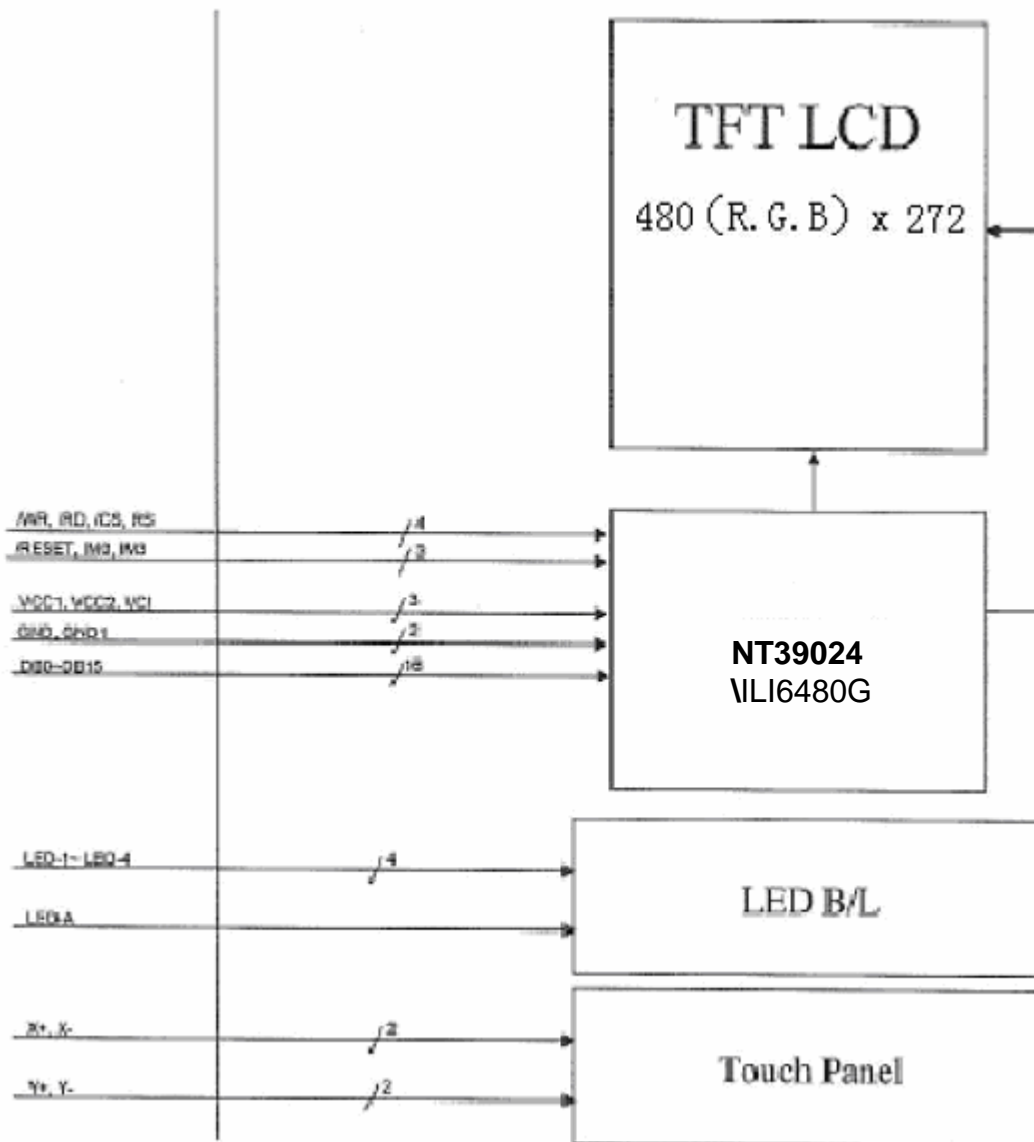 TFT LCD
480 (R.G.B) x 272
/WR, /RD, /CS, RS
4
/RESET, IM0, IM3
3
VCC1, VCC2, VCI
3
GND, GND1
2
DB0~DB15
16
NT39024
\ILI6480G
LED-1~LED-4
4
LED-A
LED B/L
X+, X-
2
Y+, Y-
2
Touch Panel